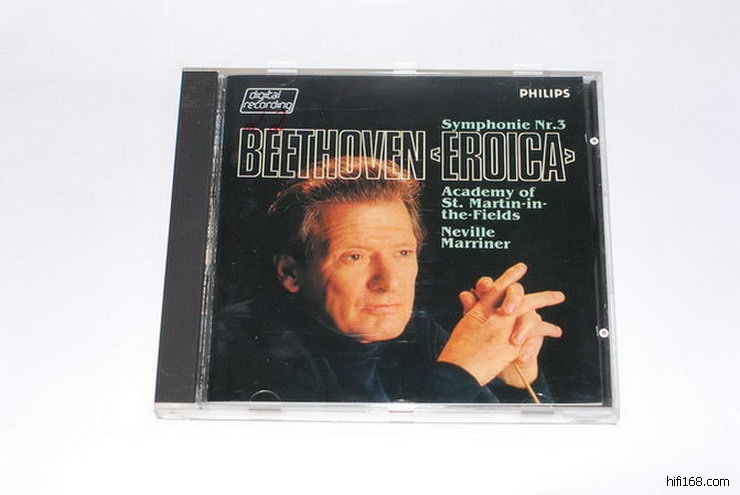 digital
recording
PHILIPS
Symphonie Nr.3
BEETHOVEN <EROICA>
Academy of
St. Martin-in-
the-Fields
Neville
Marriner
hifi168.com